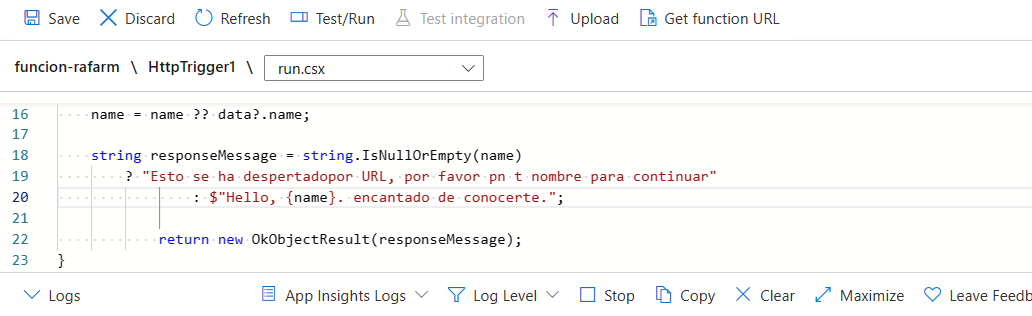 Save Discard Refresh Test/Run Test integration Upload Get function URL
funcion-rafarm \ HttpTrigger1 \ run.csx
16 name = name ?? data?.name;
17
18 string responseMessage = string.IsNullOrEmpty(name)
19 ? "Esto se ha despertadopor URL, por favor pn t nombre para continuar"
20 : $"Hello, {name}. encantado de conocerte.";
21
22 return new OkObjectResult(responseMessage);
23 }
Logs App Insights Logs Log Level Stop Copy Clear Maximize Leave Feedb